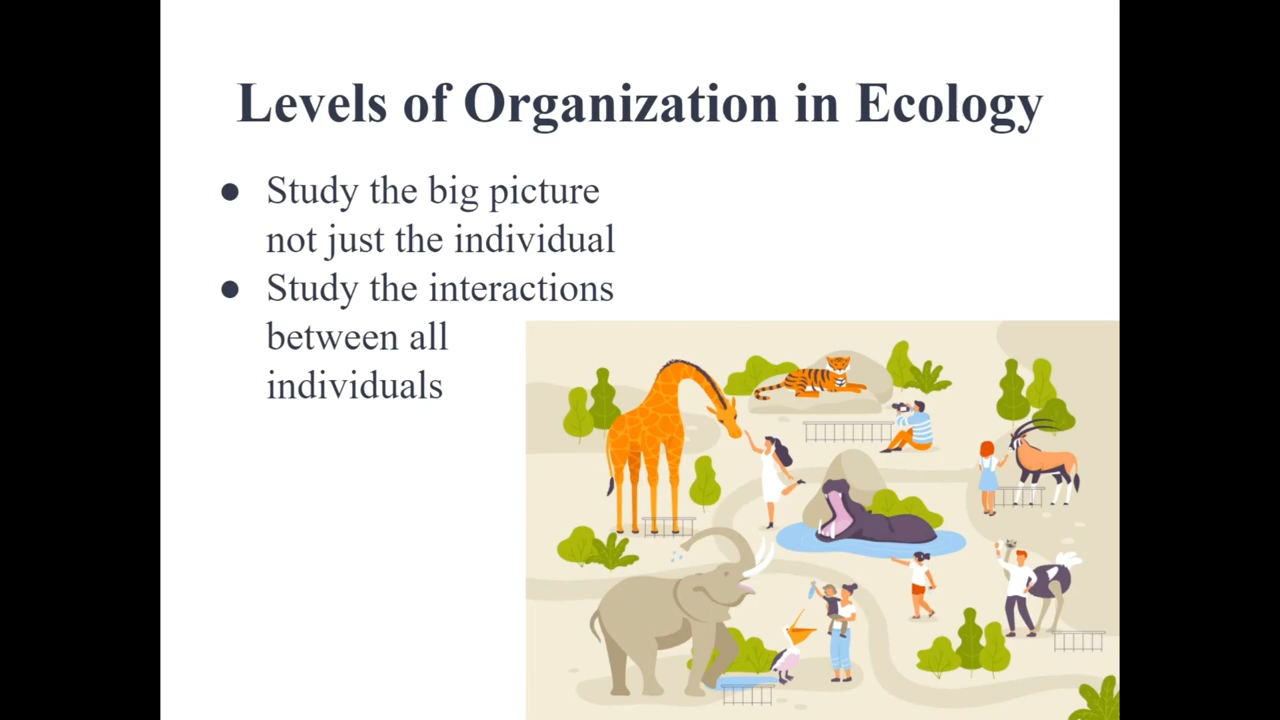 Levels of Organization in Ecology
● Study the big picture
not just the individual
● Study the interactions
between all
individuals